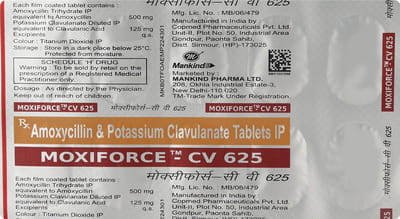 मोक्सीफोर्स-सी वी 625
Each film coated tablet contains:
Amoxycillin Trihydrate IP
equivalent to Amoxycillin 500 mg
Potassium Clavulanate Diluted IP
equivalent to Clavulanic Acid 125 mg
Excipients q.s.
Colour: Titanium Dioxide IP
Storage: Store in a dark place below 25°C.
Protected from moisture.
SCHEDULE 'H' DRUG
Warning: To be sold by retail on the
prescription of a Registered Medical
Practitioner only.
Dosage: As directed by the Physician.
Keep out of reach of children.
MKB0TFOAEMP224301
Mfg. Lic. No.: MB/06/479
Manufactured in India by
Gopmed Pharmaceuticals Pvt. Ltd.
Unit-II, Plot No. 50, Industrial Area
Gondpur, Paonta Sahib,
Distt. Sirmour, (HP)-173025
Mankind
Marketed by
MANKIND PHARMA LTD.
208, Okhla Industrial Estate-3,
New Delhi-110 020
TM-Trade Mark Under Registration.
MOXIFORCE™-CV 625
मोक्सीफोर्स-सी वी 625
MOXIFORCE™-CV 625
Rx Amoxycillin & Potassium Clavulanate Tablets IP
MOXIFORCE™- CV 625
Each film coated tablet contains:
Amoxycillin Trihydrate IP
equivalent to Amoxycillin 500 mg
Potassium Clavulanate Diluted IP
equivalent to Clavulanic Acid 125 mg
Excipients q.s.
Colour: Titanium Dioxide IP
224301
मोक्सीफोर्स-सी वी 625
Mfg. Lic. No.: MB/06/479
Manufactured in India by
Gopmed Pharmaceuticals Pvt. Ltd.
Unit-II, Plot No. 50, Industrial Area
Gondpur, Paonta Sahib,